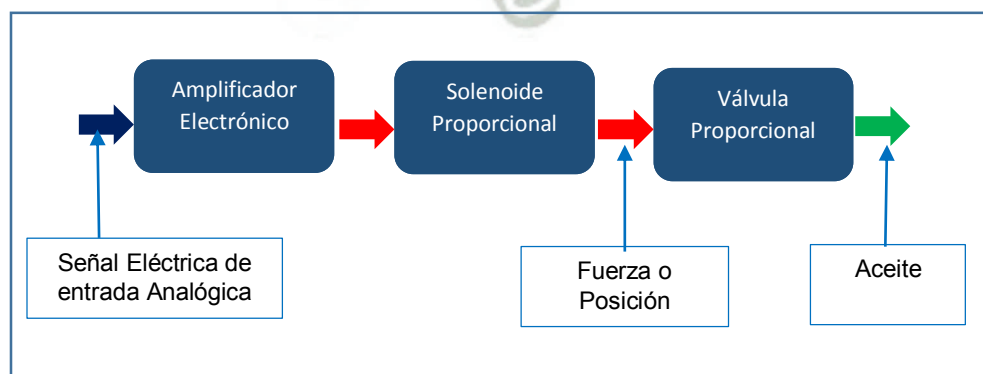 Amplificador
Electrónico
Solenoide
Proporcional
Válvula
Proporcional
Señal Eléctrica de
entrada Analógica
Fuerza o
Posición
Aceite